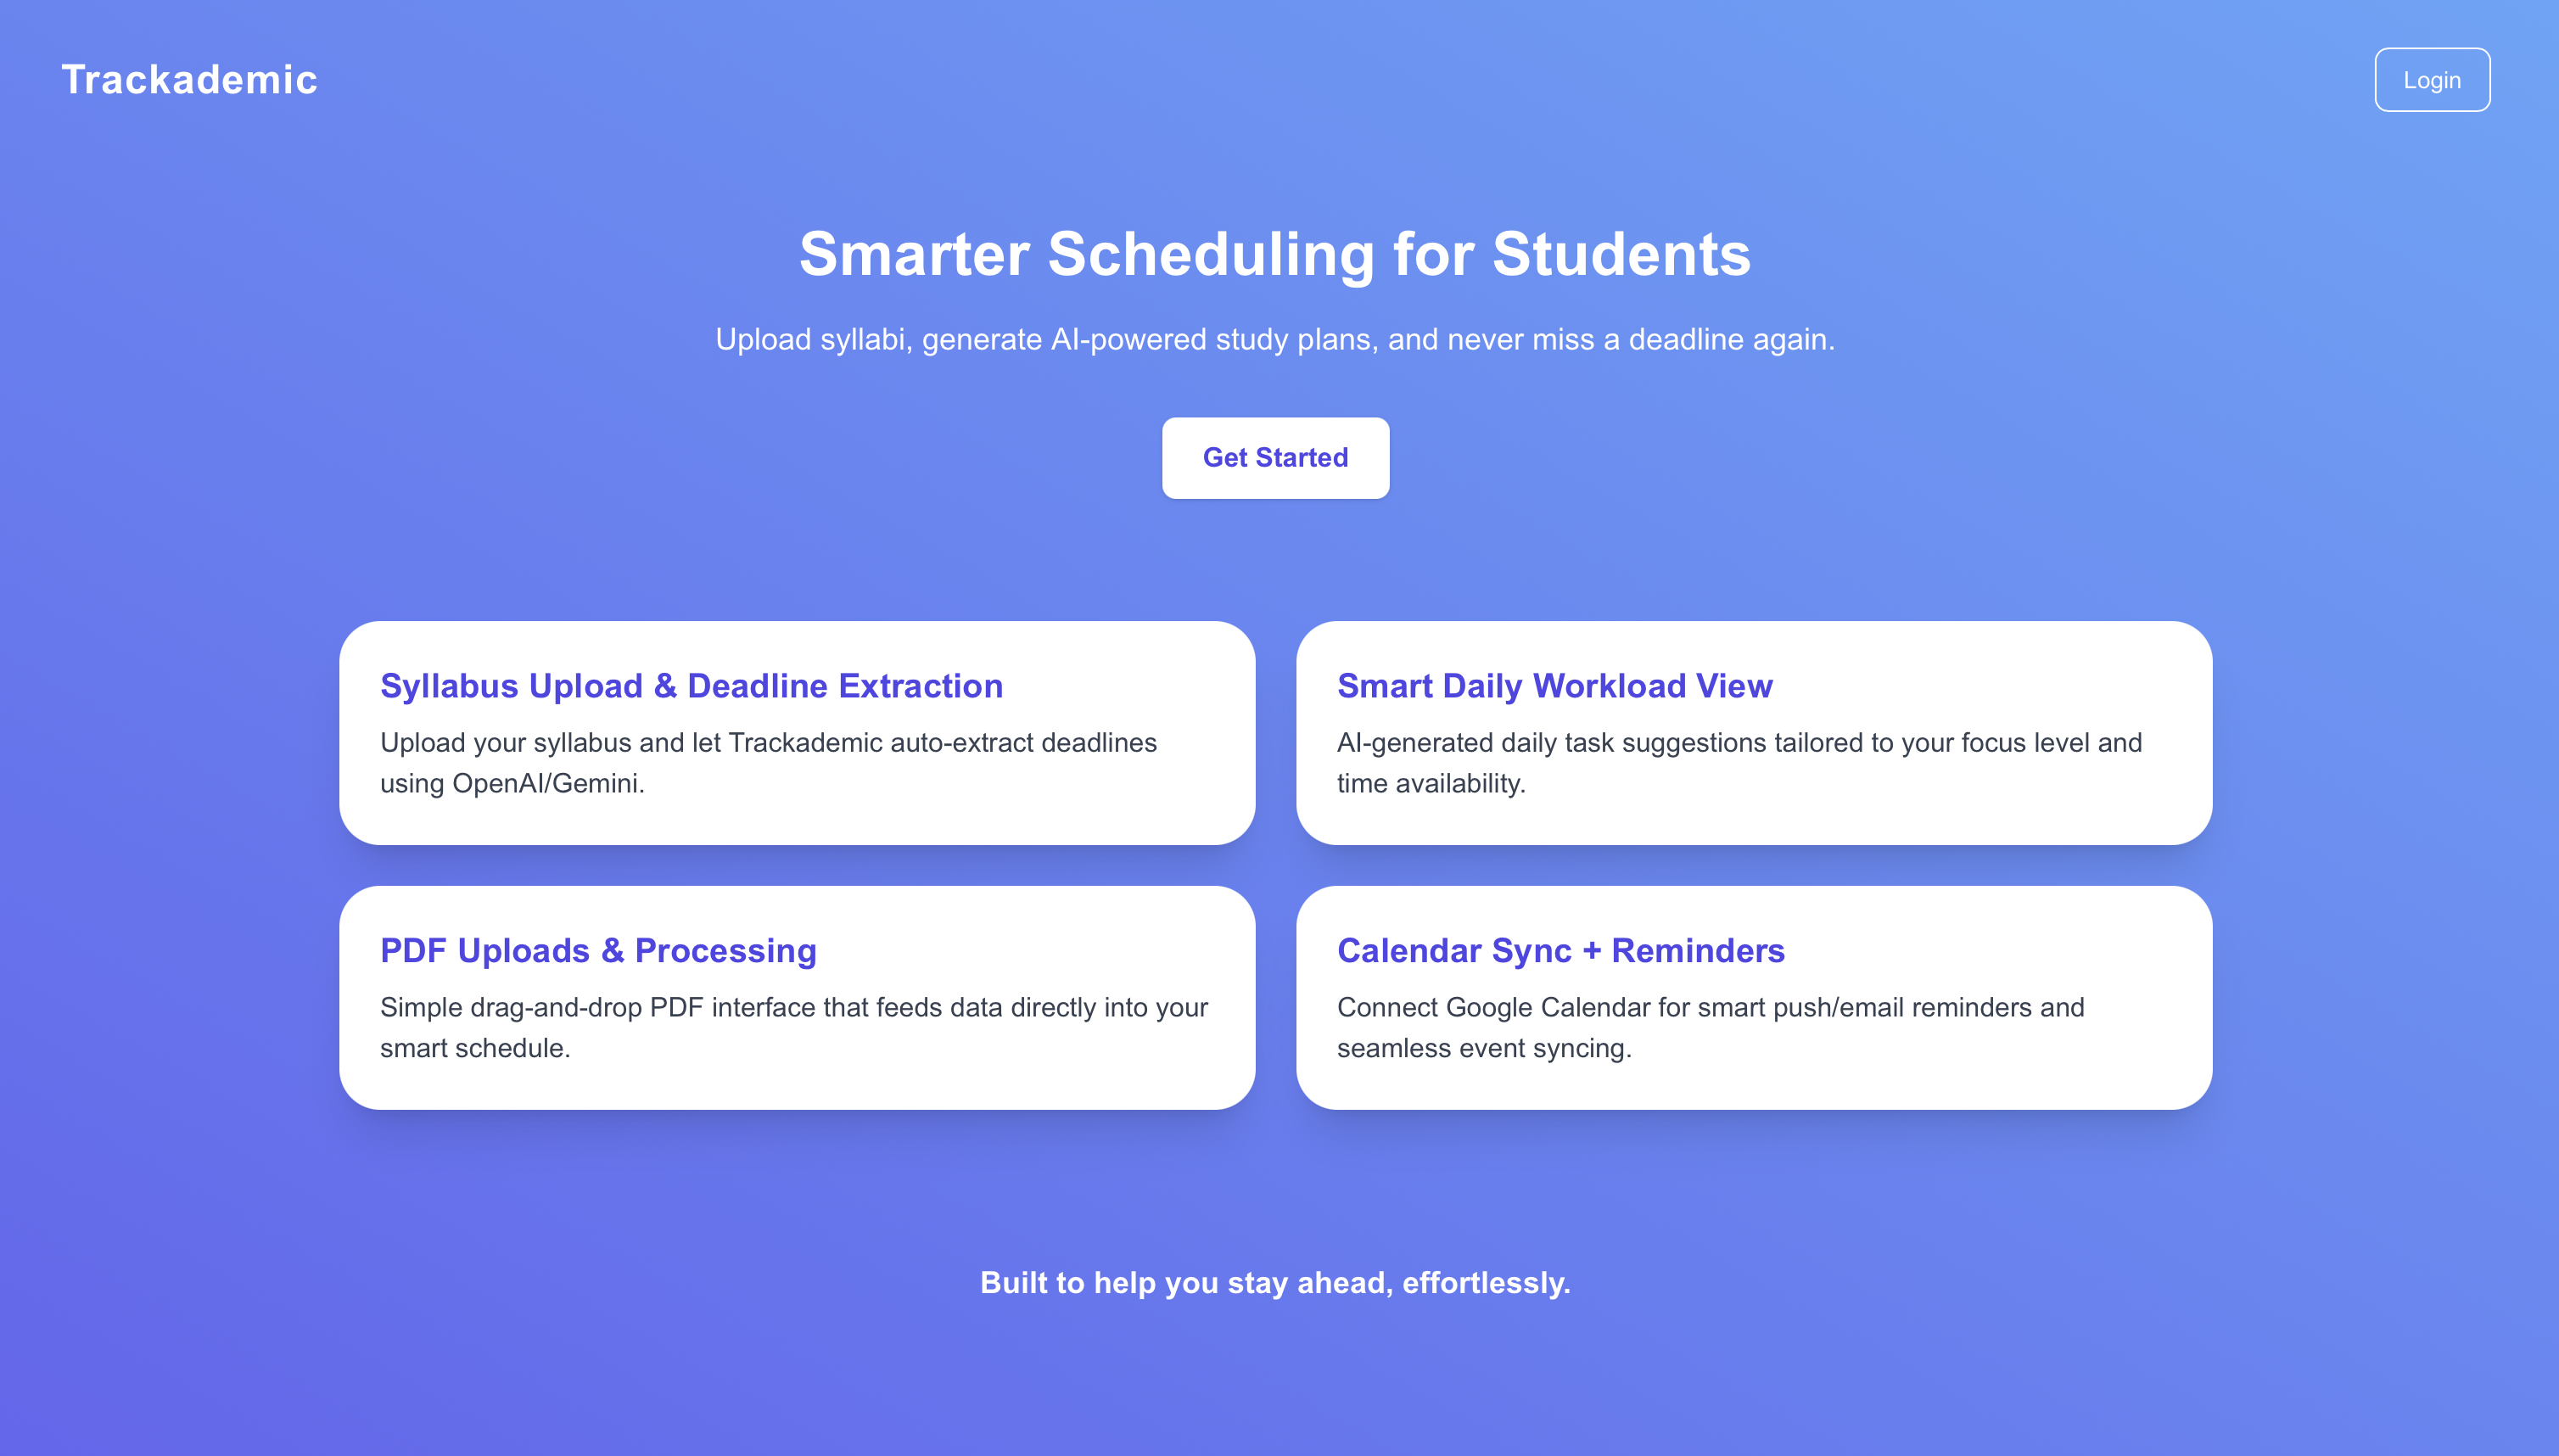 Trackademic
Login
Smarter Scheduling for Students
Upload syllabi, generate AI-powered study plans, and never miss a deadline again.
Get Started
Syllabus Upload & Deadline Extraction
Upload your syllabus and let Trackademic auto-extract deadlines
using OpenAI/Gemini.
Smart Daily Workload View
AI-generated daily task suggestions tailored to your focus level and
time availability.
PDF Uploads & Processing
Simple drag-and-drop PDF interface that feeds data directly into your
smart schedule.
Calendar Sync + Reminders
Connect Google Calendar for smart push/email reminders and
seamless event syncing.
Built to help you stay ahead, effortlessly.